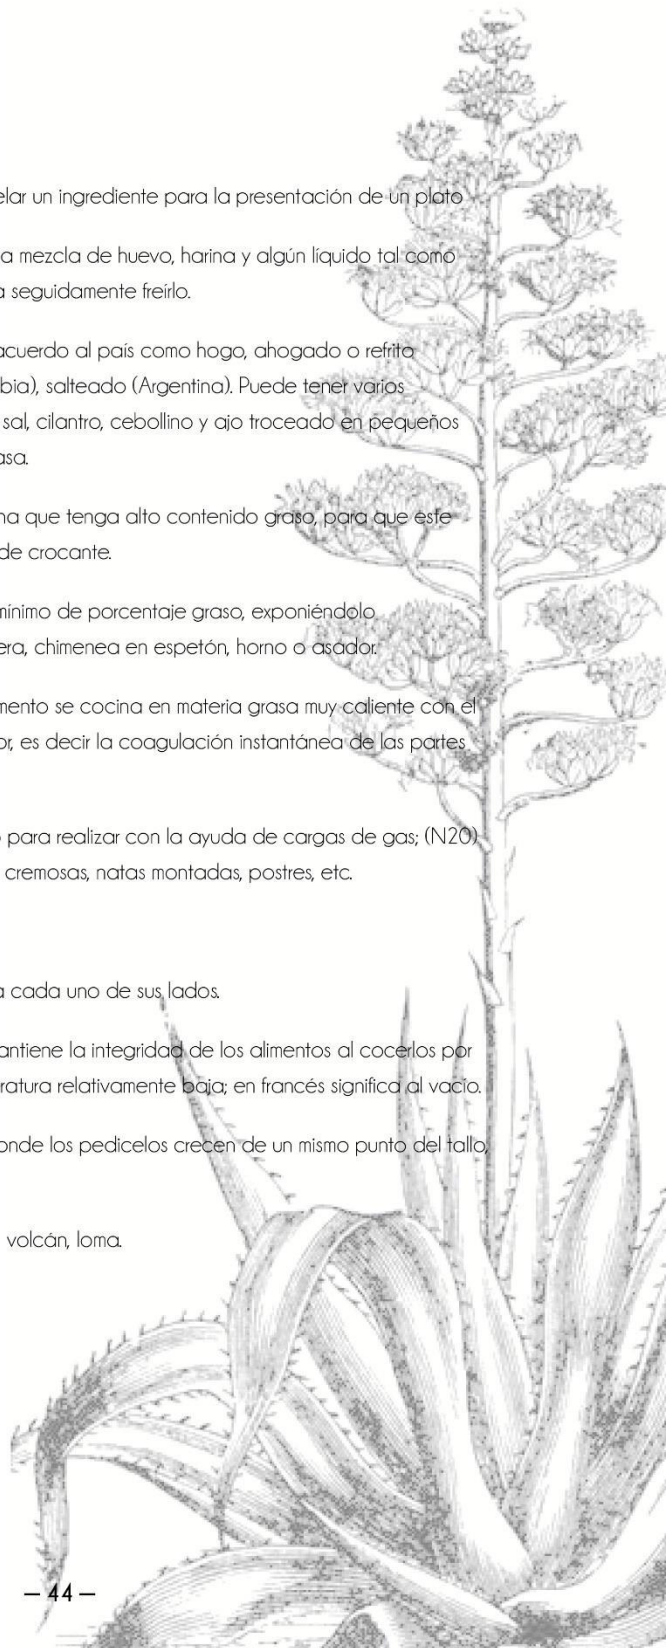 elar un ingrediente para la presentación de un plato
a mezcla de huevo, harina y algún líquido tal como
a seguidamente freírlo.
acuerdo al país como hogo, ahogado o refrito
bia), salteado (Argentina). Puede tener varios
sal, cilantro, cebollino y ajo troceado en pequeños
asa.
na que tenga alto contenido graso, para que éste
de crocante.
mínimo de porcentaje graso, exponiéndolo
era, chimenea en espetón, horno o asador.
mento se cocina en materia grasa muy caliente con el
or, es decir la coagulación instantánea de las partes
o para realizar con la ayuda de cargas de gas; (N20)
cremosas, natas montadas, postres, etc.
a cada uno de sus lados.
antiene la integridad de los alimentos al cocerlos por
ratura relativamente baja; en francés significa al vacío.
onde los pedicelos crecen de un mismo punto del tallo,
volcán, loma.
– 44 –